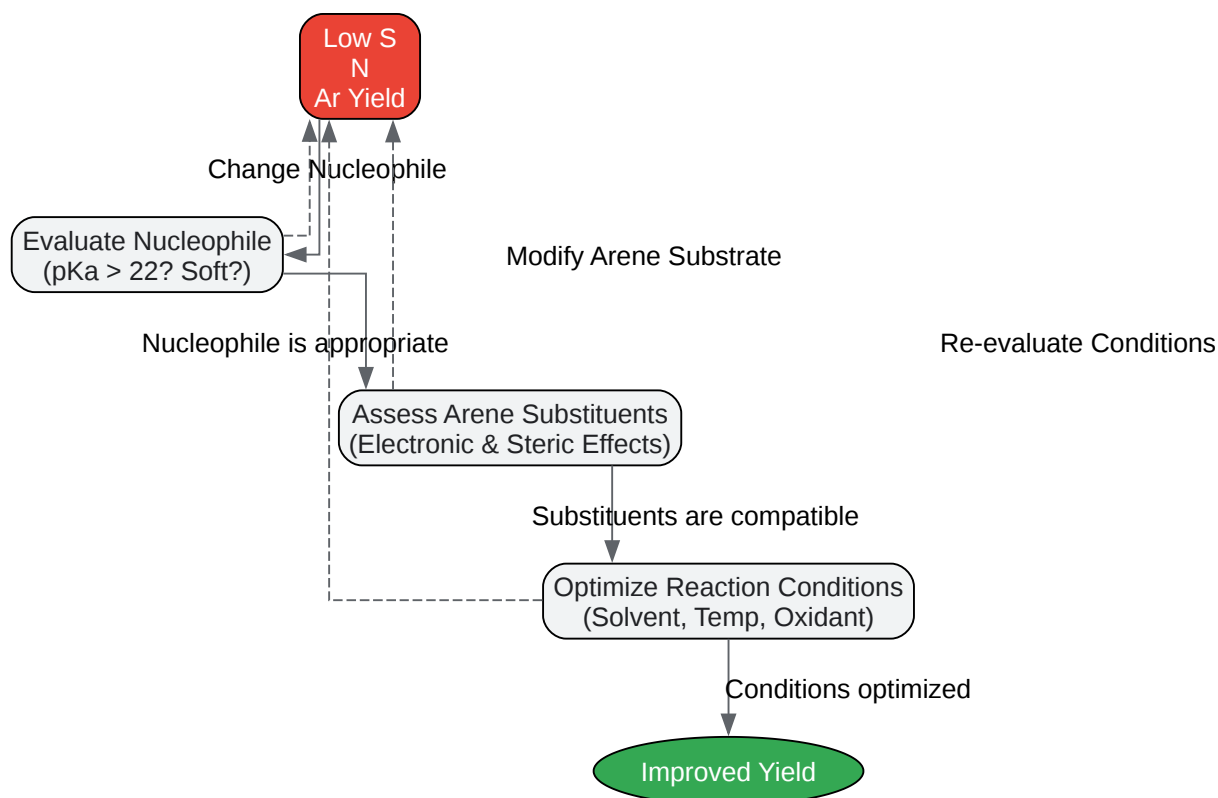 Low S
N
Ar Yield
Change Nucleophile
Evaluate Nucleophile
(pKa > 22? Soft?)
Modify Arene Substrate
Nucleophile is appropriate
Re-evaluate Conditions
Assess Arene Substituents
(Electronic & Steric Effects)
Substituents are compatible
Optimize Reaction Conditions
(Solvent, Temp, Oxidant)
Conditions optimized
Improved Yield